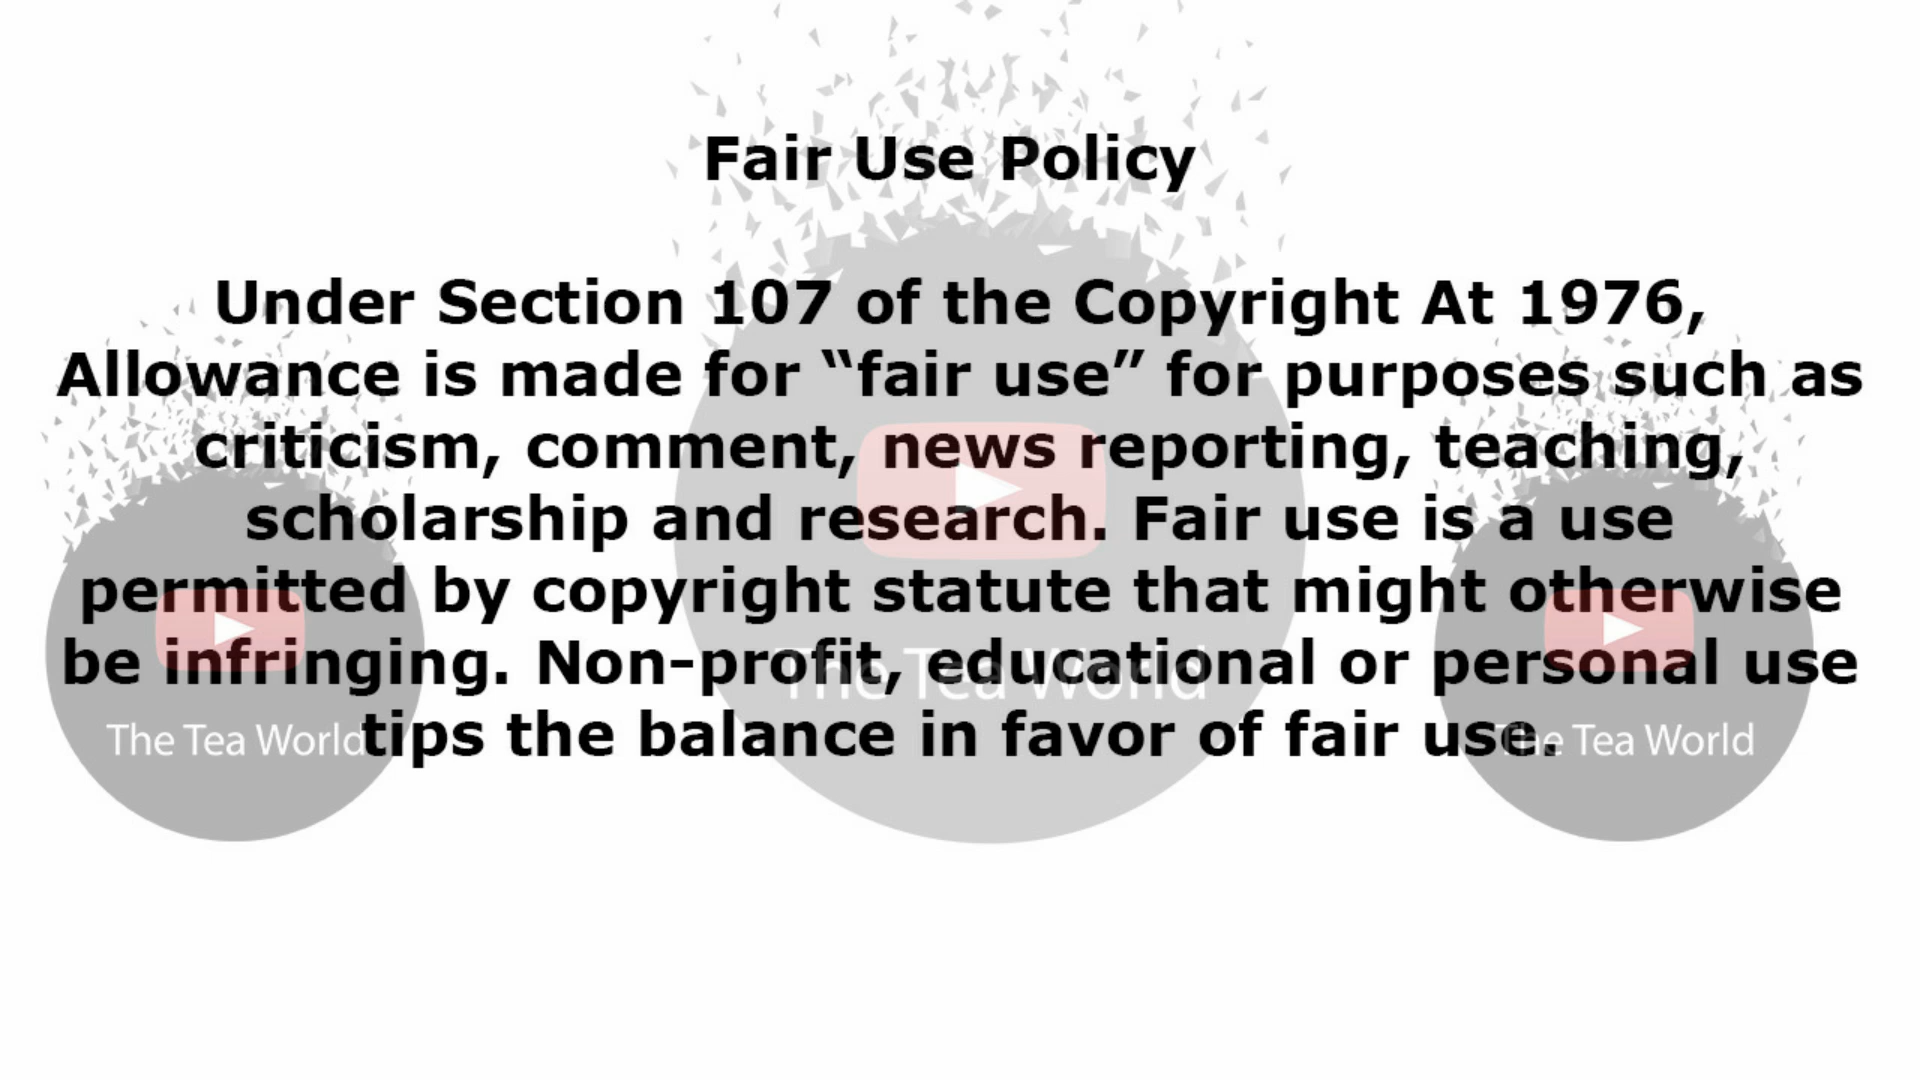 Fair Use Policy
Under Section 107 of the Copyright At 1976,
Allowance is made for “fair use” for purposes such as
criticism, comment, news reporting, teaching,
scholarship and research. Fair use is a use
permitted by copyright statute that might otherwise
be infringing. Non-profit, educational or personal use
tips the balance in favor of fair use.
The Tea World
The Tea World
The Tea World